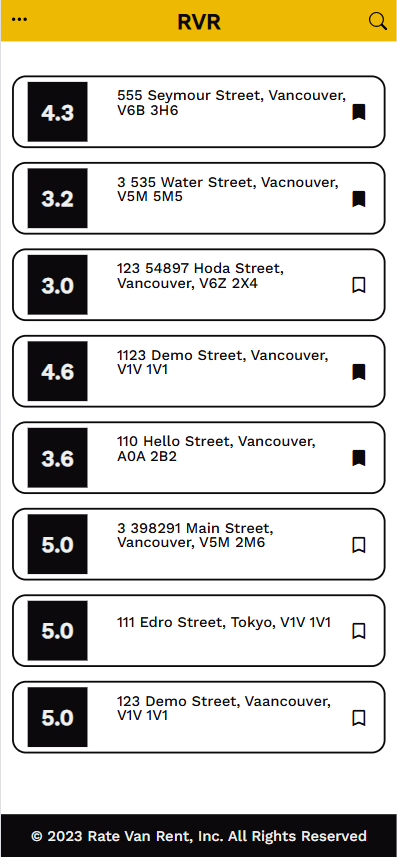 RVR
4.3
555 Seymour Street, Vancouver,
V6B 3H6
3.2
3 535 Water Street, Vacnouver,
V5M 5M5
3.0
123 54897 Hoda Street,
Vancouver, V6Z 2X4
4.6
1123 Demo Street, Vancouver,
V1V 1V1
3.6
110 Hello Street, Vancouver,
A0A 2B2
5.0
3 398291 Main Street,
Vancouver, V5M 2M6
5.0
111 Edro Street, Tokyo, V1V 1V1
5.0
123 Demo Street, Vaancouver,
V1V 1V1
© 2023 Rate Van Rent, Inc. All Rights Reserved